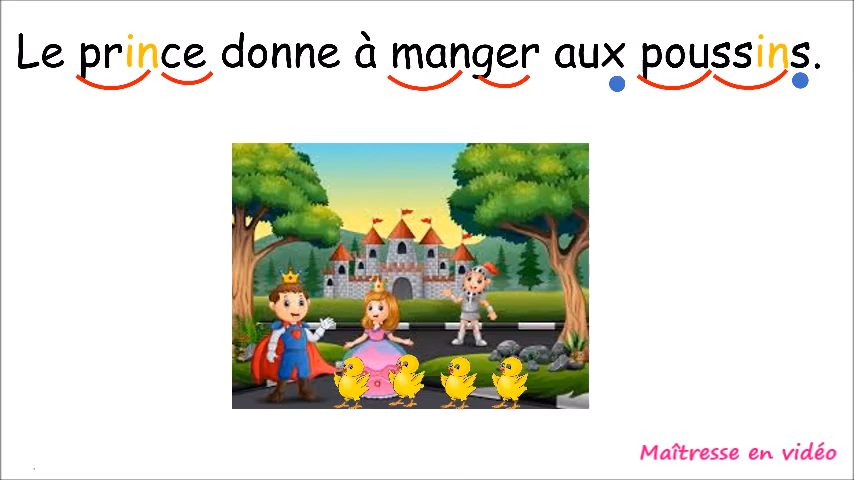 Le prince donne à manger aux poussins.
Maîtresse en vidéo